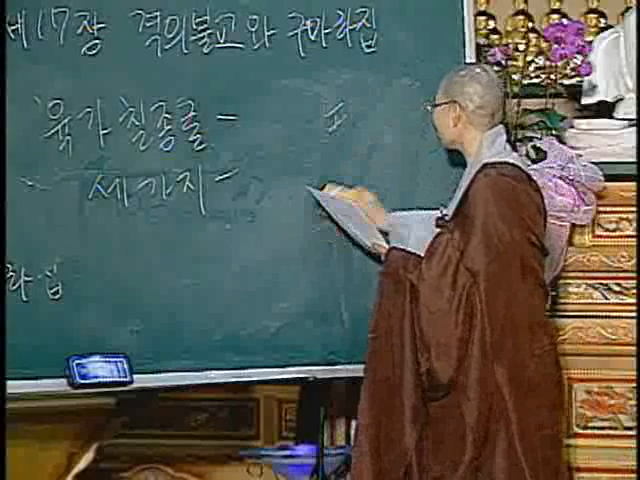 제17장 격의불교와 구마라집
육가 칠종굴 -
세가지 -
라집